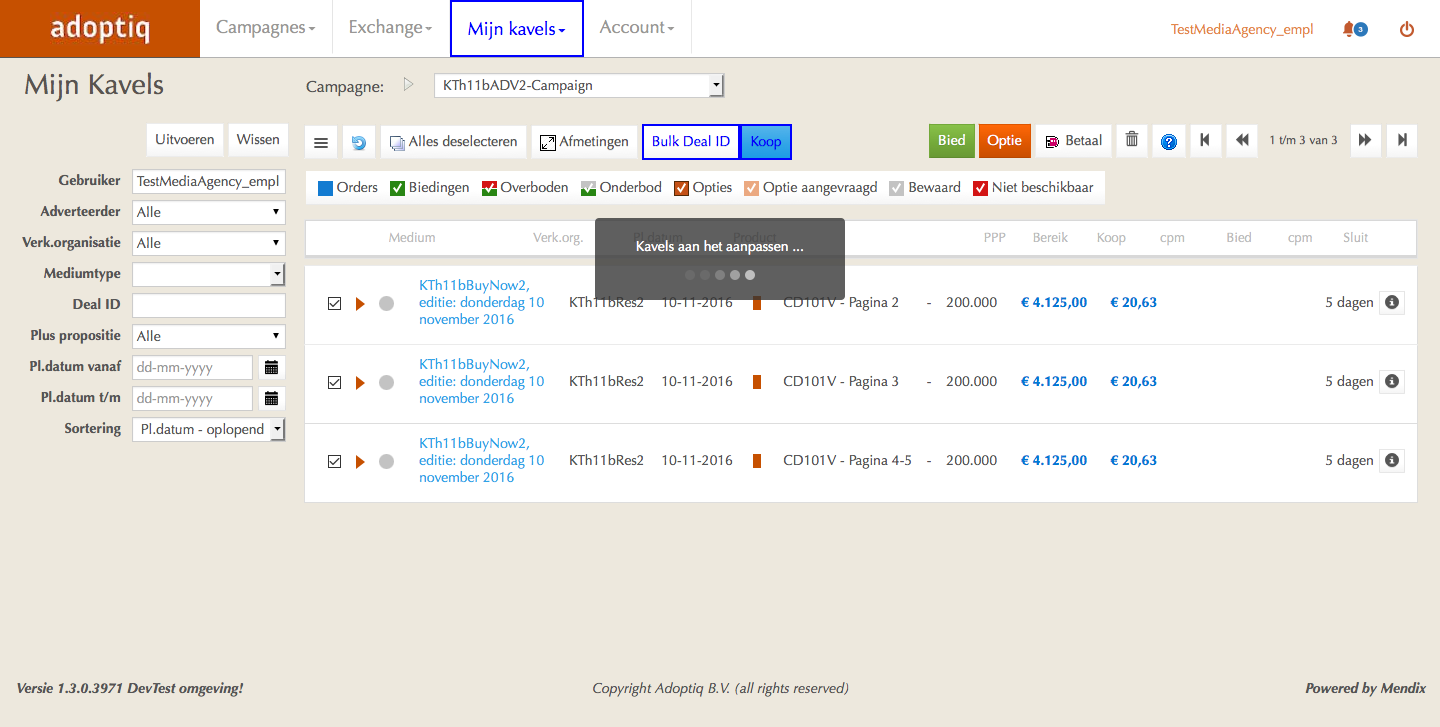 adoptiq
Campagnes
Exchange
Mijn kavels
Account
TestMediaAgency_empl
3
Mijn Kavels
Campagne:
KTh11bADV2-Campaign
Uitvoeren
Wissen
Alles deselecteren
Afmetingen
Bulk Deal ID
Koop
Bied
Optie
Betaal
1 t/m 3 van 3
Gebruiker
TestMediaAgency_empl
Adverteerder
Alle
Verk.organisatie
Alle
Mediumtype
Deal ID
Plus propositie
Alle
Pl.datum vanaf
dd-mm-yyyy
Pl.datum t/m
dd-mm-yyyy
Sortering
Pl.datum - oplopend
Orders
Biedingen
Overboden
Onderbod
Opties
Optie aangevraagd
Bewaard
Niet beschikbaar
Medium Verk.org. Pl.datum Product PPP Bereik Koop cpm Bied cpm Sluit
Kavels aan het aanpassen ...
KTh11bBuyNow2,
editie: donderdag 10
november 2016
KTh11bRes2 10-11-2016 CD101V - Pagina 2 - 200.000 € 4.125,00 € 20,63 5 dagen
KTh11bBuyNow2,
editie: donderdag 10
november 2016
KTh11bRes2 10-11-2016 CD101V - Pagina 3 - 200.000 € 4.125,00 € 20,63 5 dagen
KTh11bBuyNow2,
editie: donderdag 10
november 2016
KTh11bRes2 10-11-2016 CD101V - Pagina 4-5 - 200.000 € 4.125,00 € 20,63 5 dagen
Versie 1.3.0.3971 DevTest omgeving!
Copyright Adoptiq B.V. (all rights reserved)
Powered by Mendix